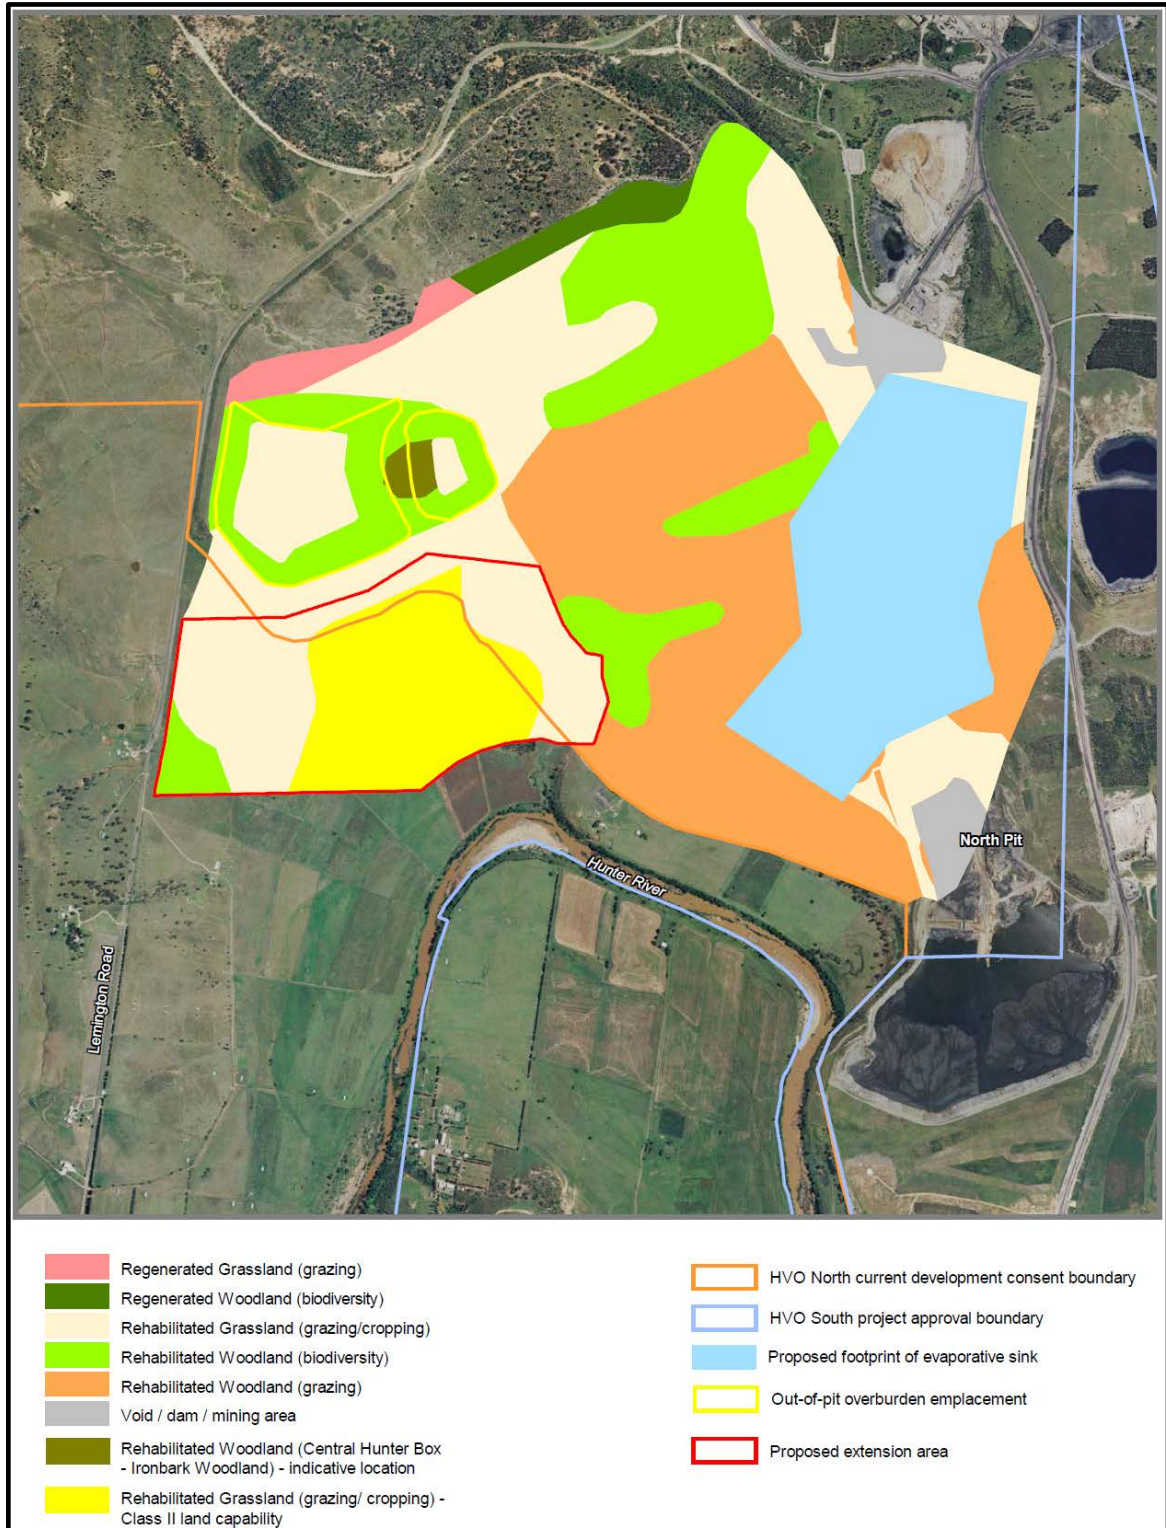 North Pit
Hunter River
Lemington Road
Regenerated Grassland (grazing)
Regenerated Woodland (biodiversity)
Rehabilitated Grassland (grazing/cropping)
Rehabilitated Woodland (biodiversity)
Rehabilitated Woodland (grazing)
Void / dam / mining area
Rehabilitated Woodland (Central Hunter Box
- Ironbark Woodland) - indicative location
Rehabilitated Grassland (grazing/ cropping) -
Class II land capability
HVO North current development consent boundary
HVO South project approval boundary
Proposed footprint of evaporative sink
Out-of-pit overburden emplacement
Proposed extension area